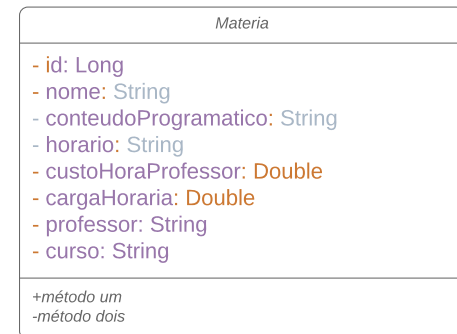 Materia
- id: Long
- nome: String
- conteudoProgramatico: String
- horario: String
- custoHoraProfessor: Double
- cargaHoraria: Double
- professor: String
- curso: String
+método um
-método dois